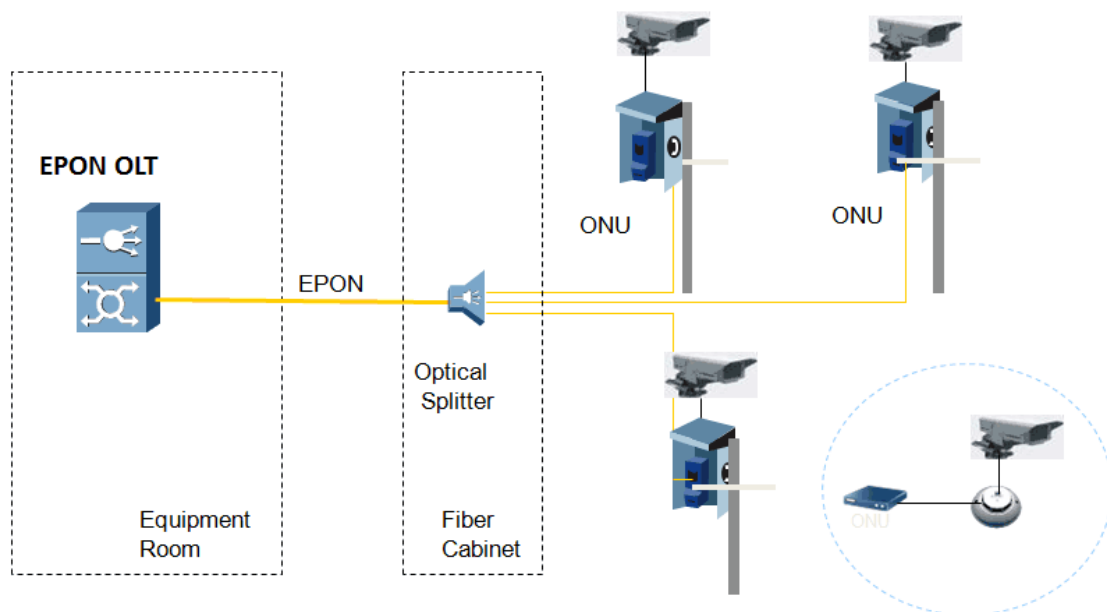 EPON OLT
EPON
ONU
ONU
Optical
Splitter
Equipment
Room
Fiber
Cabinet
ONU